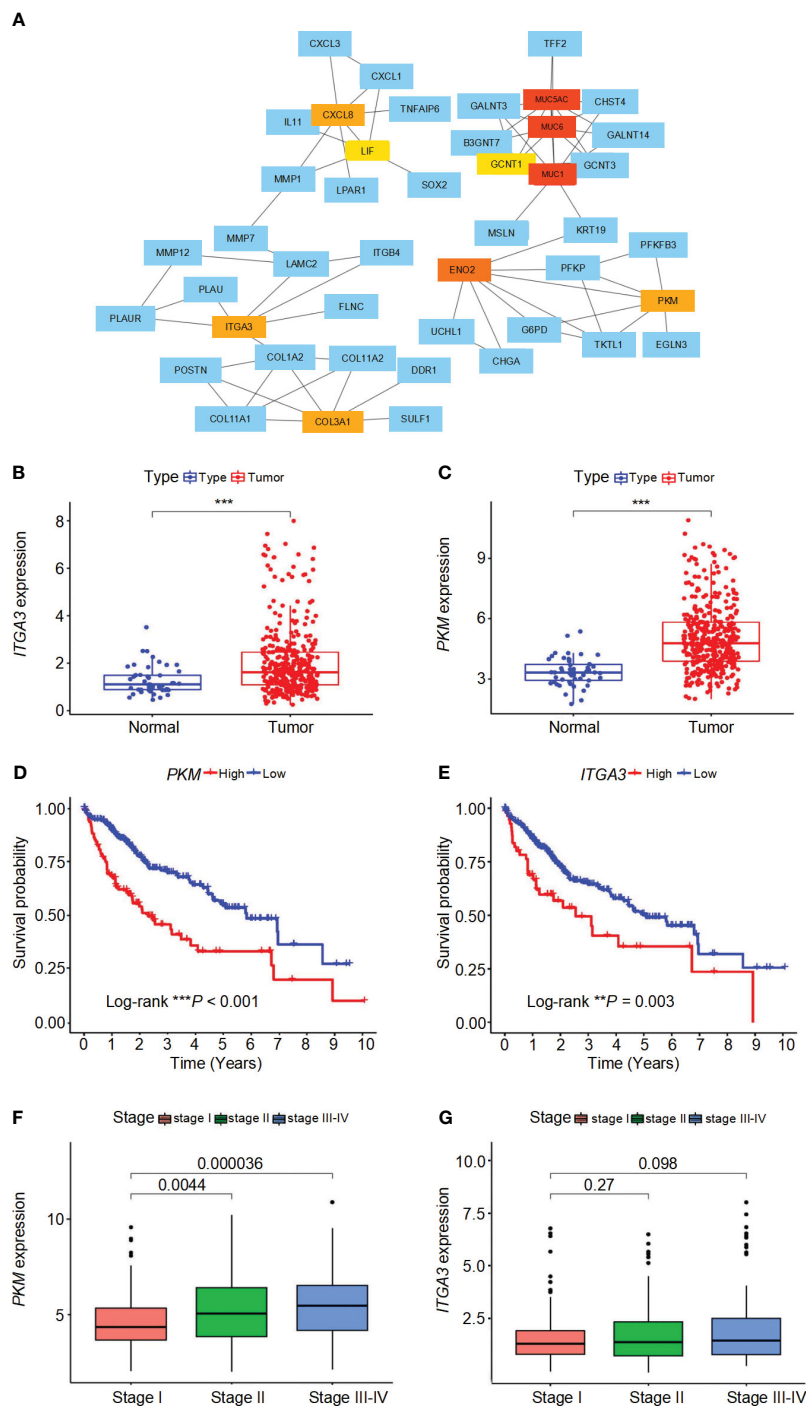 A
CXCL3
TFF2
CXCL1
MUC5AC
GALNT3
CHST4
CXCL8
TNFAIP6
IL11
MUC6
GALNT14
LIF
B3GNT7
GCNT1
GCNT3
MMP1
LPAR1
SOX2
MUC1
MSLN
KRT19
MMP7
MMP12
ITGB4
PFKFB3
LAMC2
ENO2
PFKP
PLAU
FLNC
PKM
PLAUR
ITGA3
UCHL1
G6PD
TKTL1
EGLN3
COL1A2
COL11A2
CHGA
POSTN
DDR1
COL11A1
COL3A1
SULF1
B
Type Type Tumor
***
ITGA3 expression
8
6
4
2
0
Normal Tumor
C
Type Type Tumor
***
PKM expression
9
6
3
Normal Tumor
D
PKM High Low
Survival probability
1.00
0.75
0.50
0.25
0.00
Log-rank ***P < 0.001
0 1 2 3 4 5 6 7 8 9 10
Time (Years)
E
ITGA3 High Low
Survival probability
1.00
0.75
0.50
0.25
0.00
Log-rank **P = 0.003
0 1 2 3 4 5 6 7 8 9 10
Time (Years)
F
Stage stage I stage II stage III-IV
0.000036
0.0044
PKM expression
10
5
Stage I Stage II Stage III-IV
G
Stage stage I stage II stage III-IV
0.098
0.27
ITGA3 expression
10.0
7.5
5.0
2.5
Stage I Stage II Stage III-IV